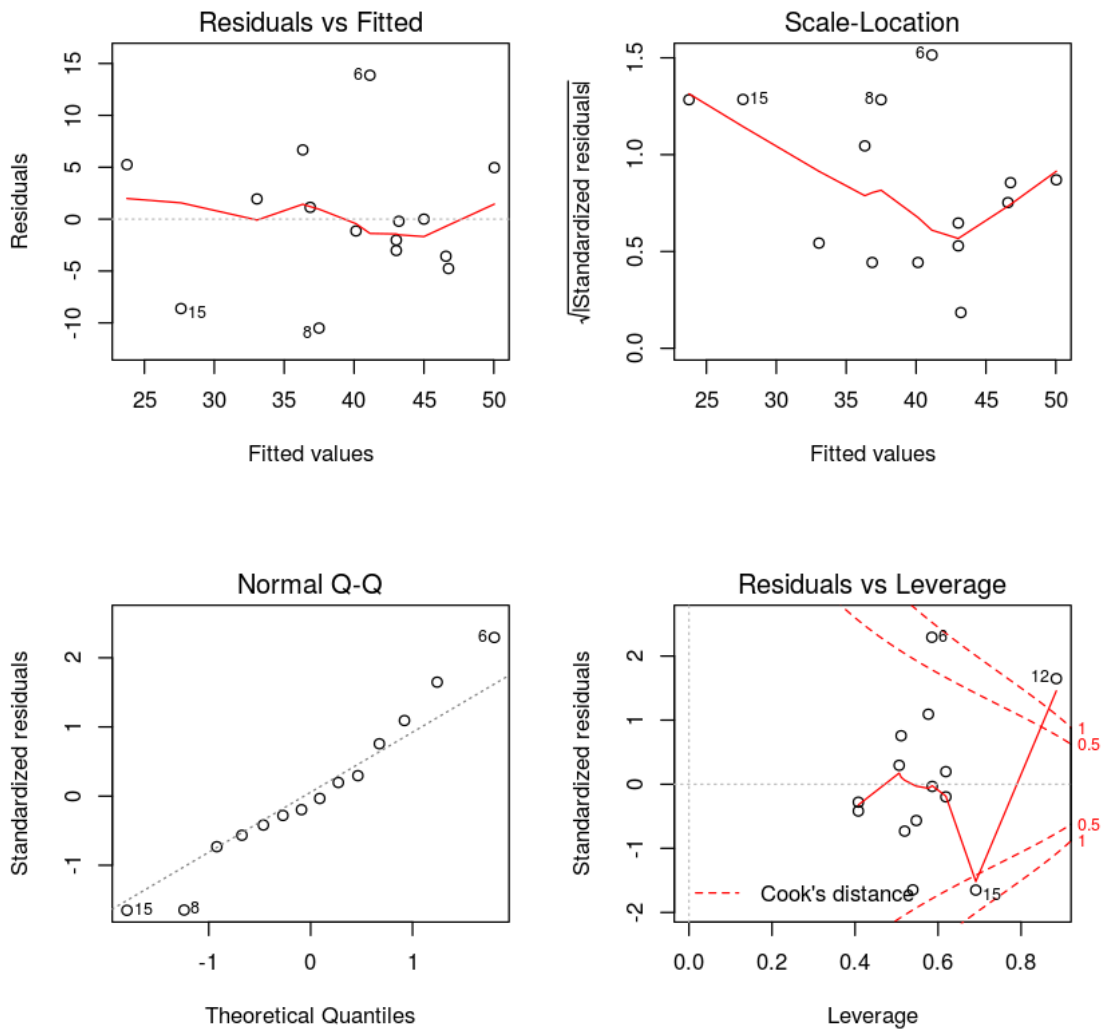 Residuals vs Fitted
Residuals
15
10
5
0
-5
-10
6
15
8
25 30 35 40 45 50
Fitted values
Scale-Location
√|Standardized residuals|
1.5
1.0
0.5
0.0
6
15
8
25 30 35 40 45 50
Fitted values
Normal Q-Q
Standardized residuals
2
1
0
-1
6
15
8
-1 0 1
Theoretical Quantiles
Residuals vs Leverage
Standardized residuals
2
1
0
-1
-2
6
12
1
0.5
0.5
1
Cook's distance
15
0.0 0.2 0.4 0.6 0.8
Leverage